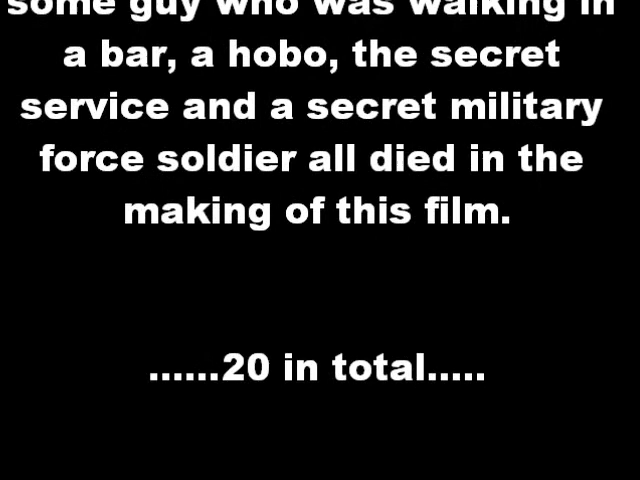 some guy who was walking in
a bar, a hobo, the secret
service and a secret military
force soldier all died in the
making of this film.
......20 in total.....